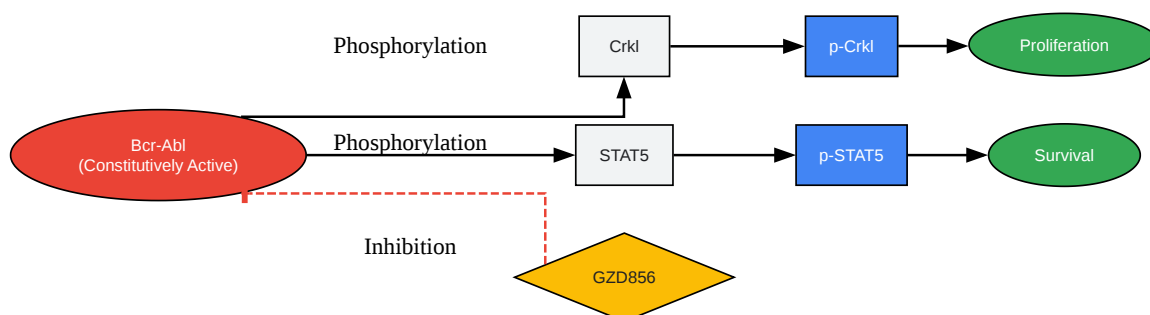 Phosphorylation
Crkl
p-Crkl
Proliferation
Bcr-Abl
(Constitutively Active)
Phosphorylation
STAT5
p-STAT5
Survival
Inhibition
GZD856